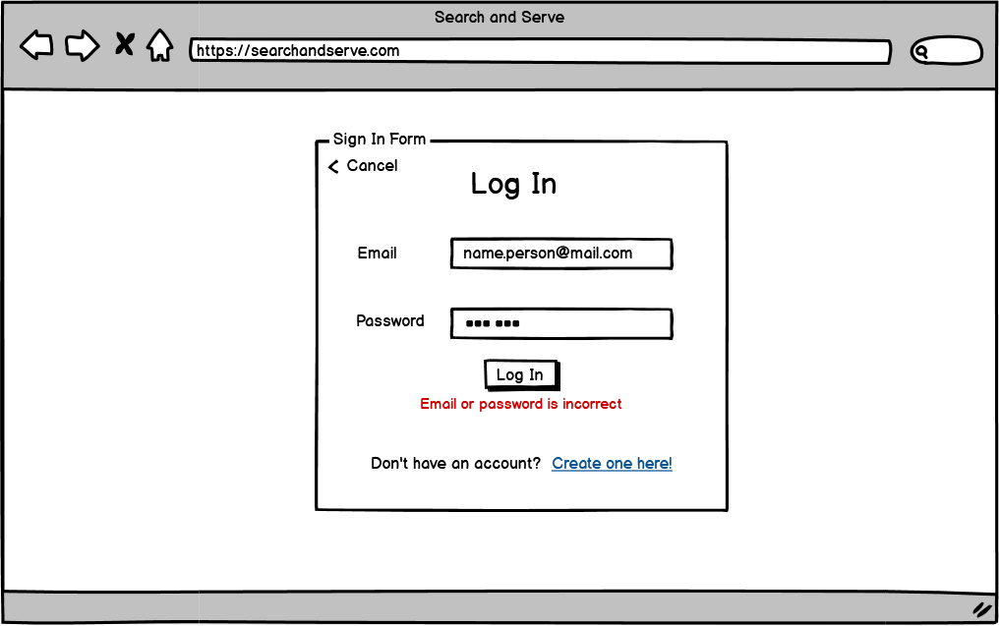 Search and Serve
https://searchandserve.com
Sign In Form
< Cancel
Log In
Email
name.person@mail.com
Password
▪▪▪ ▪▪▪
Log In
Email or password is incorrect
Don't have an account? Create one here!